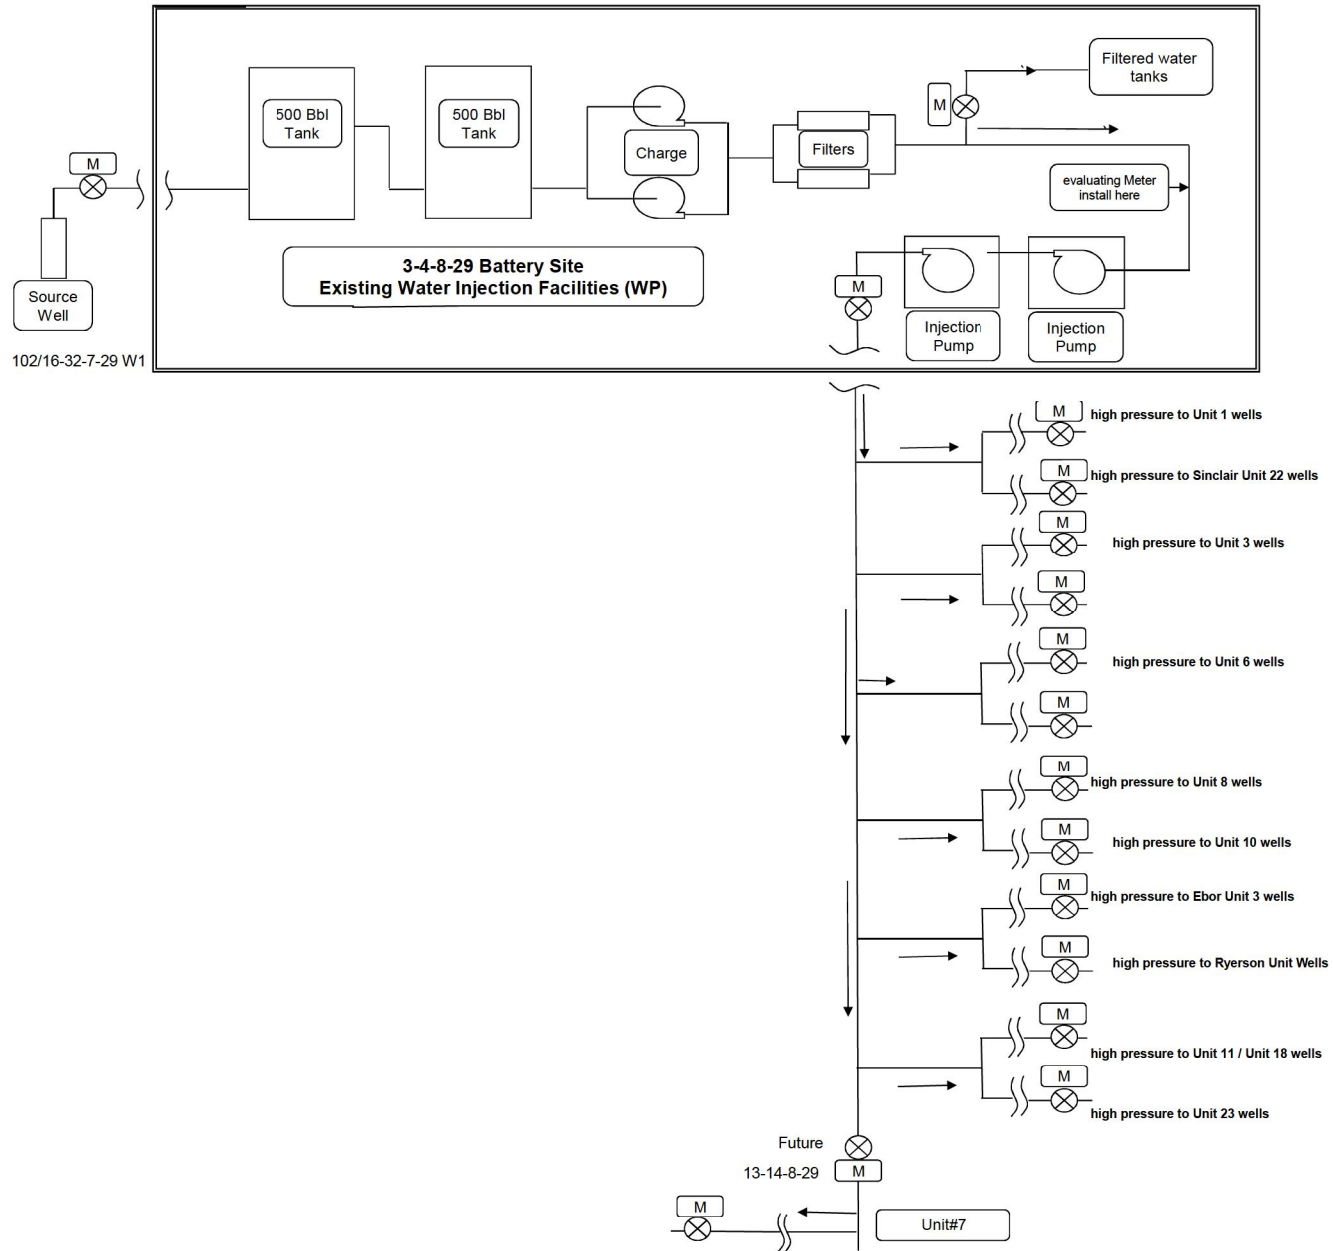 Filtered water
tanks
M
500 Bbl
Tank
500 Bbl
Tank
Charge
Filters
M
evaluating Meter
install here
3-4-8-29 Battery Site
Existing Water Injection Facilities (WP)
M
Source
Well
Injection
Pump
Injection
Pump
102/16-32-7-29 W1
M
high pressure to Unit 1 wells
M
high pressure to Sinclair Unit 22 wells
M
high pressure to Unit 3 wells
M
M
high pressure to Unit 6 wells
M
M
high pressure to Unit 8 wells
M
high pressure to Unit 10 wells
M
high pressure to Ebor Unit 3 wells
M
high pressure to Ryerson Unit Wells
M
high pressure to Unit 11 / Unit 18 wells
M
high pressure to Unit 23 wells
Future
13-14-8-29
M
M
Unit#7